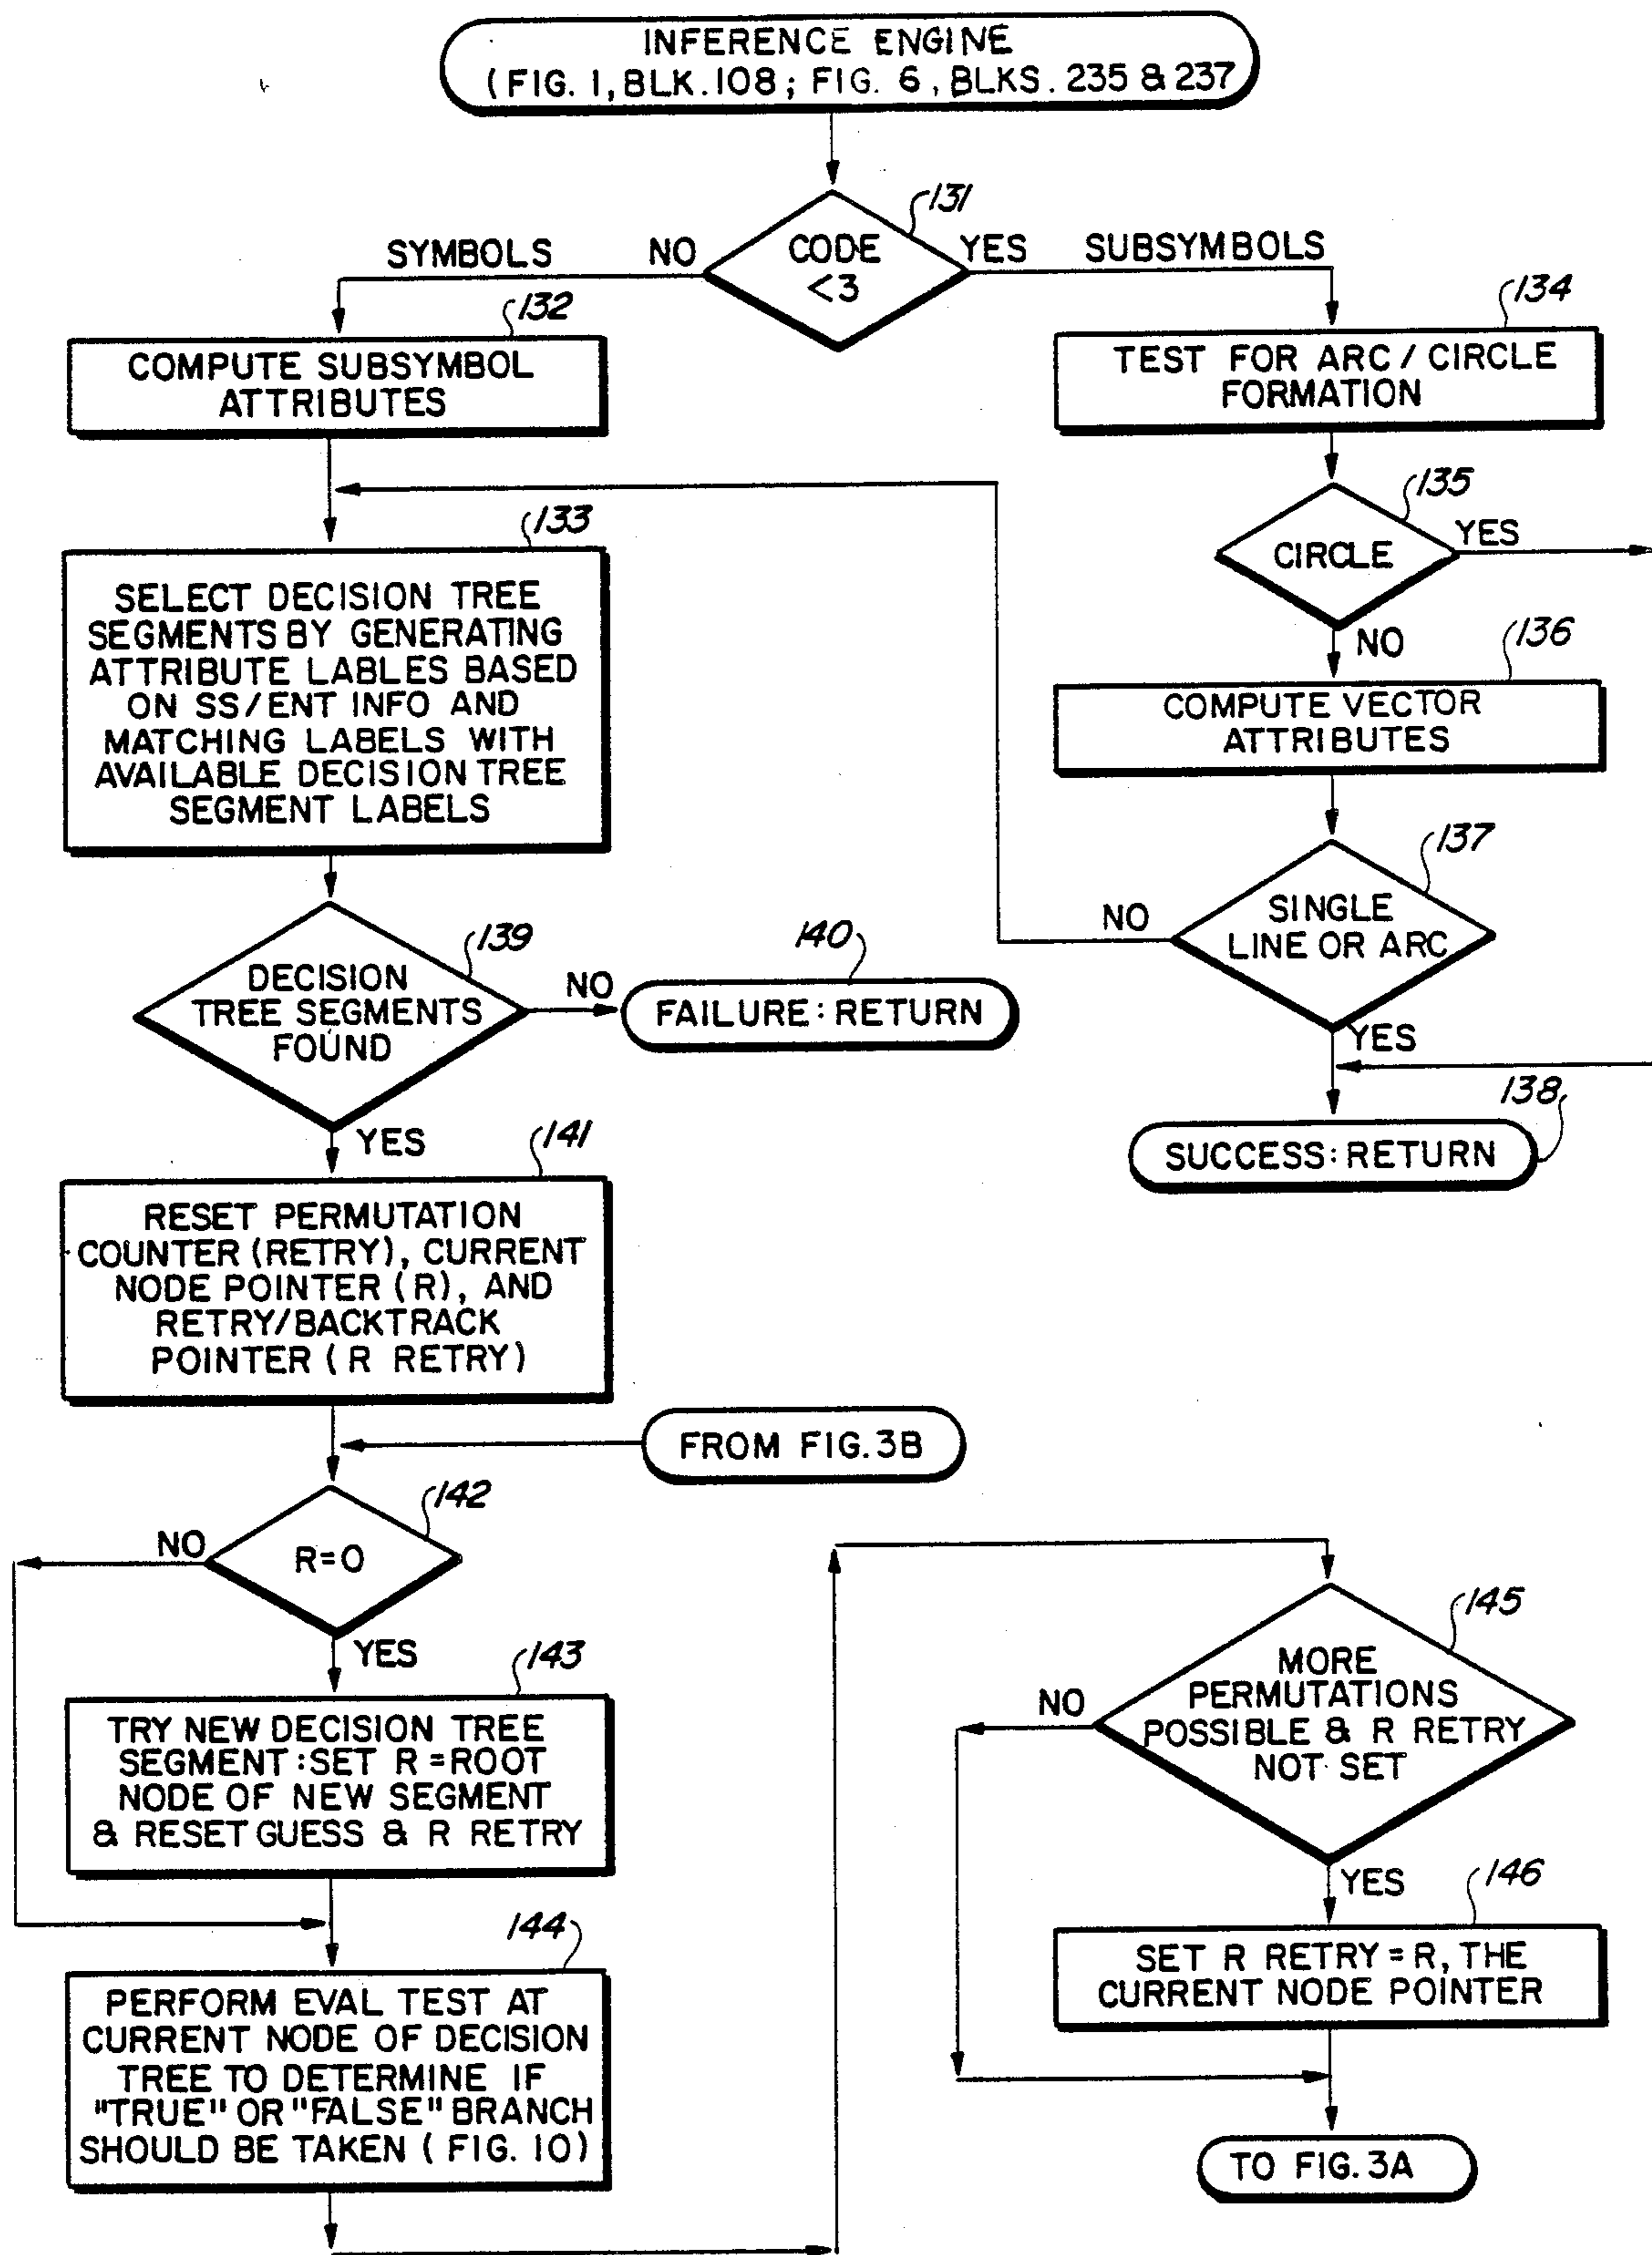 INFERENCE ENGINE
(FIG. 1, BLK. 108; FIG. 6, BLKS. 235 & 237
131
CODE
<3
NO
SYMBOLS
YES
SUBSYMBOLS
132
COMPUTE SUBSYMBOL
ATTRIBUTES
134
TEST FOR ARC / CIRCLE
FORMATION
135
CIRCLE
YES
NO
133
SELECT DECISION TREE
SEGMENTS BY GENERATING
ATTRIBUTE LABLES BASED
ON SS/ENT INFO AND
MATCHING LABELS WITH
AVAILABLE DECISION TREE
SEGMENT LABELS
136
COMPUTE VECTOR
ATTRIBUTES
137
SINGLE
LINE OR ARC
NO
YES
138
SUCCESS: RETURN
139
DECISION
TREE SEGMENTS
FOUND
NO
140
FAILURE: RETURN
YES
141
RESET PERMUTATION
COUNTER (RETRY), CURRENT
NODE POINTER (R), AND
RETRY/BACKTRACK
POINTER ( R RETRY)
FROM FIG. 3B
142
R=0
NO
YES
143
TRY NEW DECISION TREE
SEGMENT: SET R = ROOT
NODE OF NEW SEGMENT
& RESET GUESS & R RETRY
144
PERFORM EVAL TEST AT
CURRENT NODE OF DECISION
TREE TO DETERMINE IF
"TRUE" OR "FALSE" BRANCH
SHOULD BE TAKEN ( FIG. 10)
145
MORE
PERMUTATIONS
POSSIBLE & R RETRY
NOT SET
NO
YES
146
SET R RETRY = R, THE
CURRENT NODE POINTER
TO FIG. 3A